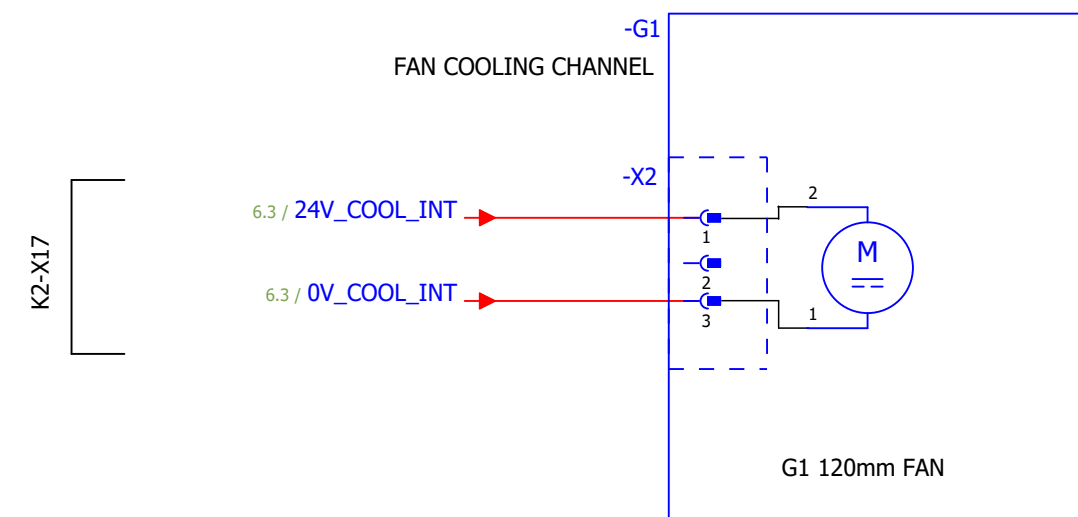 -G1
FAN COOLING CHANNEL
-X2
K2-X17
6.3 / 24V_COOL_INT
1
2
M
2
6.3 / 0V_COOL_INT
3
1
G1 120mm FAN